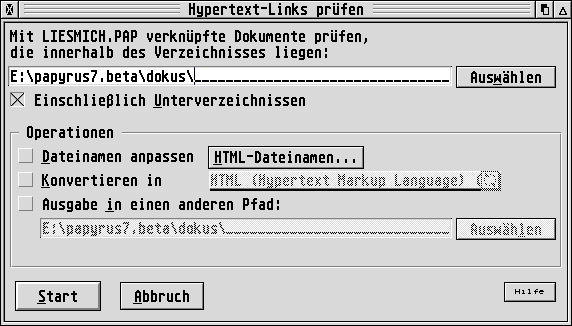 Hypertext-Links prüfen
Mit LIESMICH.PAP verknüpfte Dokumente prüfen,
die innerhalb des Verzeichnisses liegen:
E:\papyrus7.beta\dokus\
Auswählen
Einschließlich Unterverzeichnissen
Operationen
Dateinamen anpassen HTML-Dateinamen...
Konvertieren in HTML (Hypertext Markup Language) (
Ausgabe in einen anderen Pfad:
E:\papyrus7.beta\dokus\
Auswählen
Start Abbruch Hilfe